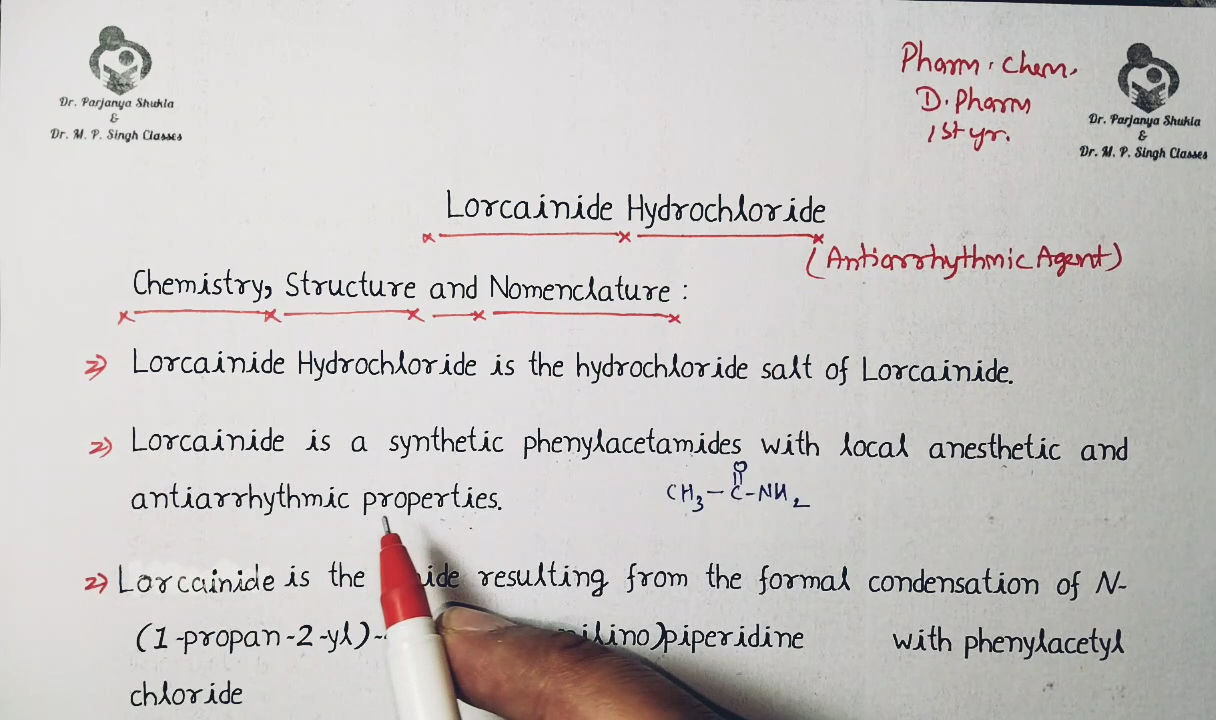 Dr. Parjanya Shukla
&
Dr. M. P. Singh Classes
Pharm. Chem.
D. Pharm
1st yr.
Dr. Parjanya Shukla
&
Dr. M. P. Singh Classes
Lorcainide Hydrochloride
(Antiarrhythmic Agent)
Chemistry, Structure and Nomenclature :
⇒ Lorcainide Hydrochloride is the hydrochloride salt of Lorcainide.
⇒ Lorcainide is a synthetic phenylacetamides with local anesthetic and
antiarrhythmic properties.
CH3-C-NH2
O
⇒ Lorcainide is the resulting from the formal condensation of N-
(1-propan-2-yl)- piperidine with phenylacetyl
chloride